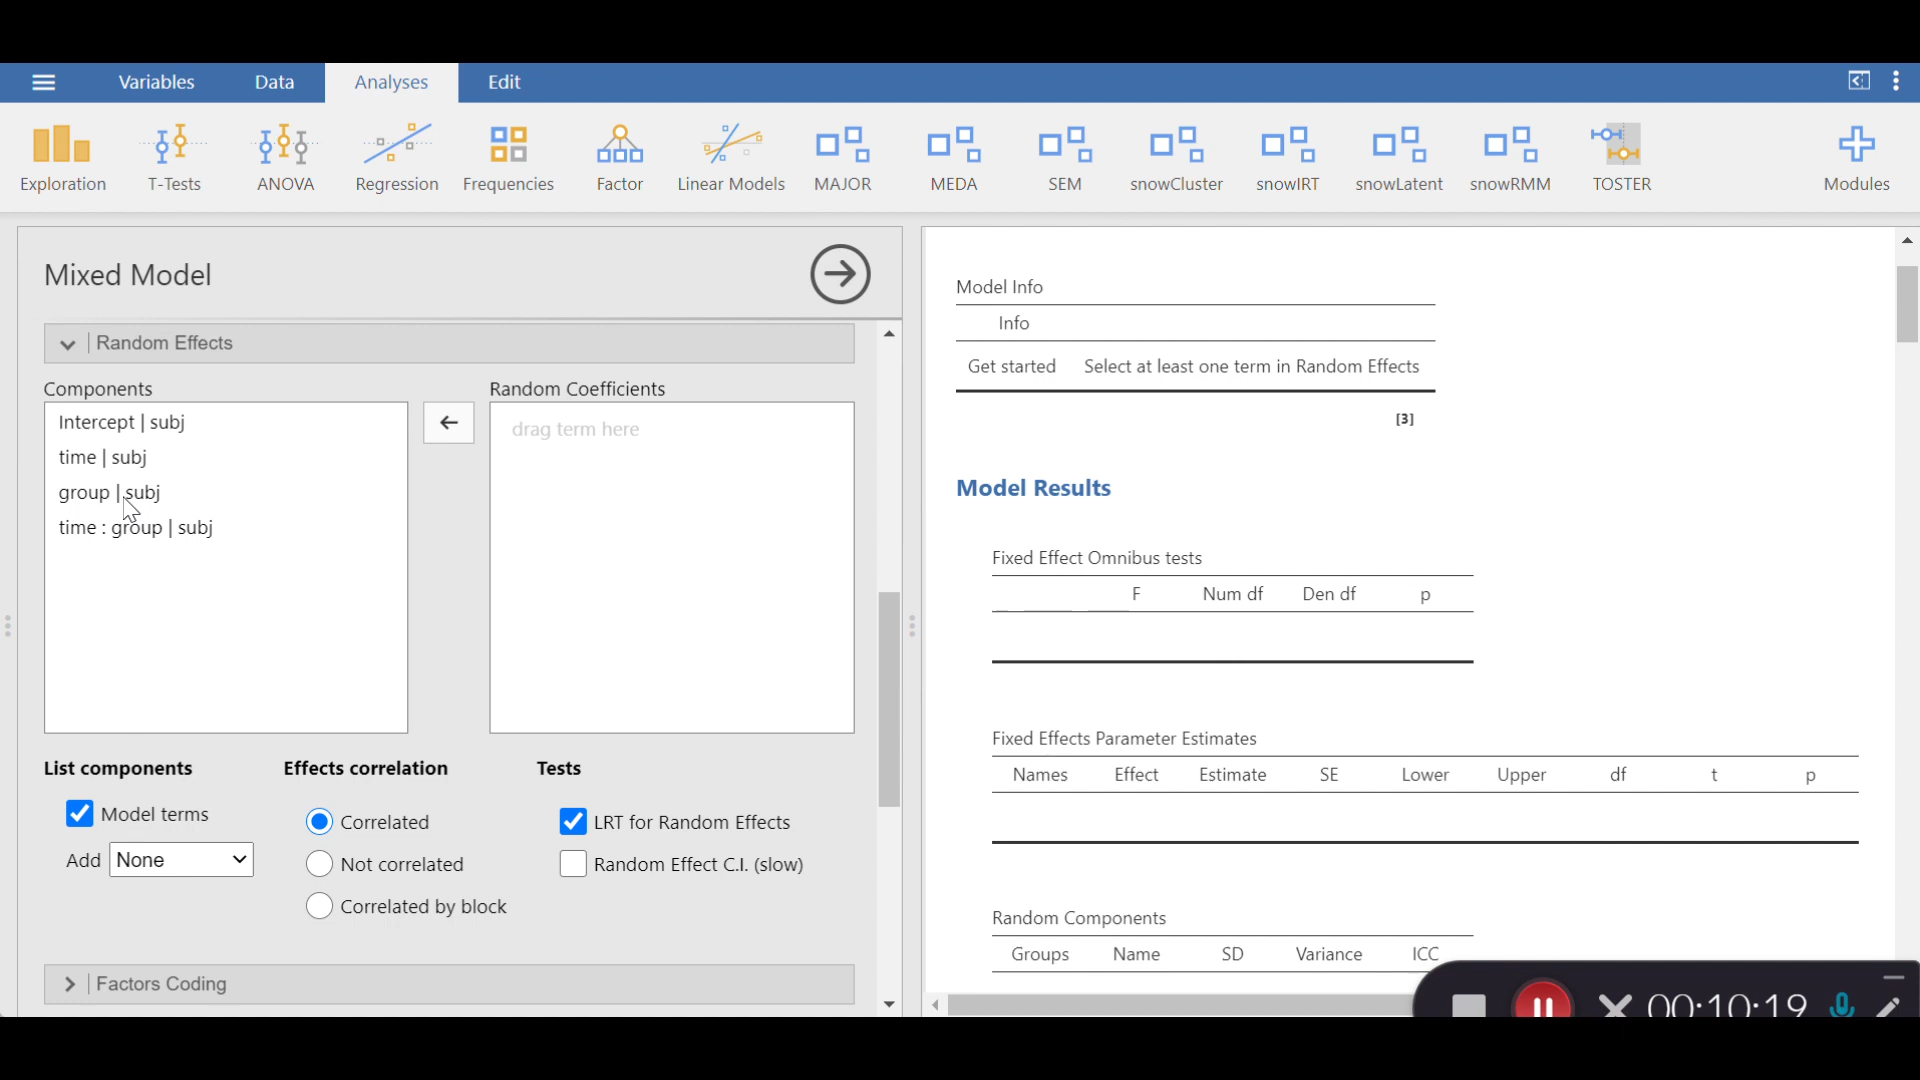 Variables Data Analyses Edit
Exploration T-Tests ANOVA Regression Frequencies Factor Linear Models MAJOR MEDA SEM snowCluster snowIRT snowLatent snowRMM TOSTER Modules
Mixed Model
Random Effects
Components
Intercept | subj
time | subj
group | subj
time : group | subj
Random Coefficients
drag term here
List components
Model terms
Add None
Effects correlation
Correlated
Not correlated
Correlated by block
Tests
LRT for Random Effects
Random Effect C.I. (slow)
Factors Coding
Model Info
Info
Get started Select at least one term in Random Effects
[3]
Model Results
Fixed Effect Omnibus tests
F Num df Den df p
Fixed Effects Parameter Estimates
Names Effect Estimate SE Lower Upper df t p
Random Components
Groups Name SD Variance ICC
00:10:19